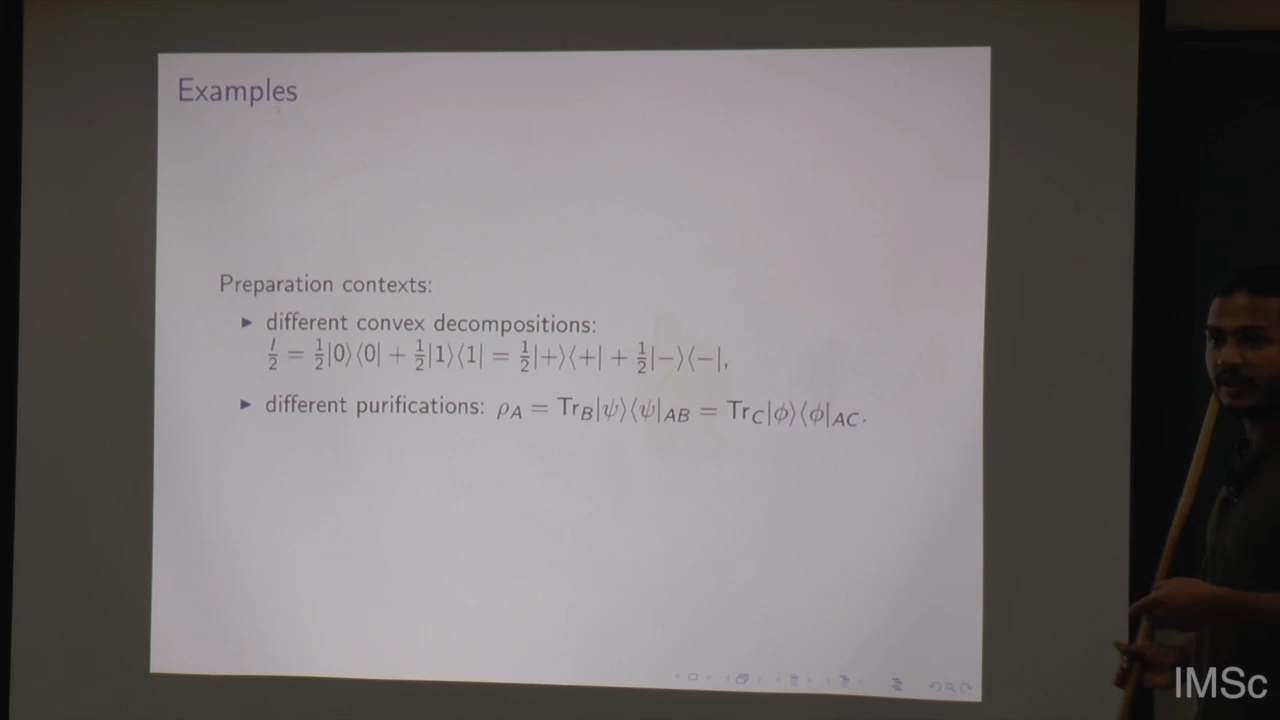 Examples
Preparation contexts:
▶ different convex decompositions:
I/2 = 1/2|0⟩⟨0| + 1/2|1⟩⟨1| = 1/2|+⟩⟨+| + 1/2|−⟩⟨−|,
▶ different purifications: ρ_A = Tr_B|ψ⟩⟨ψ|_AB = Tr_C|ϕ⟩⟨ϕ|_AC.
IMSc